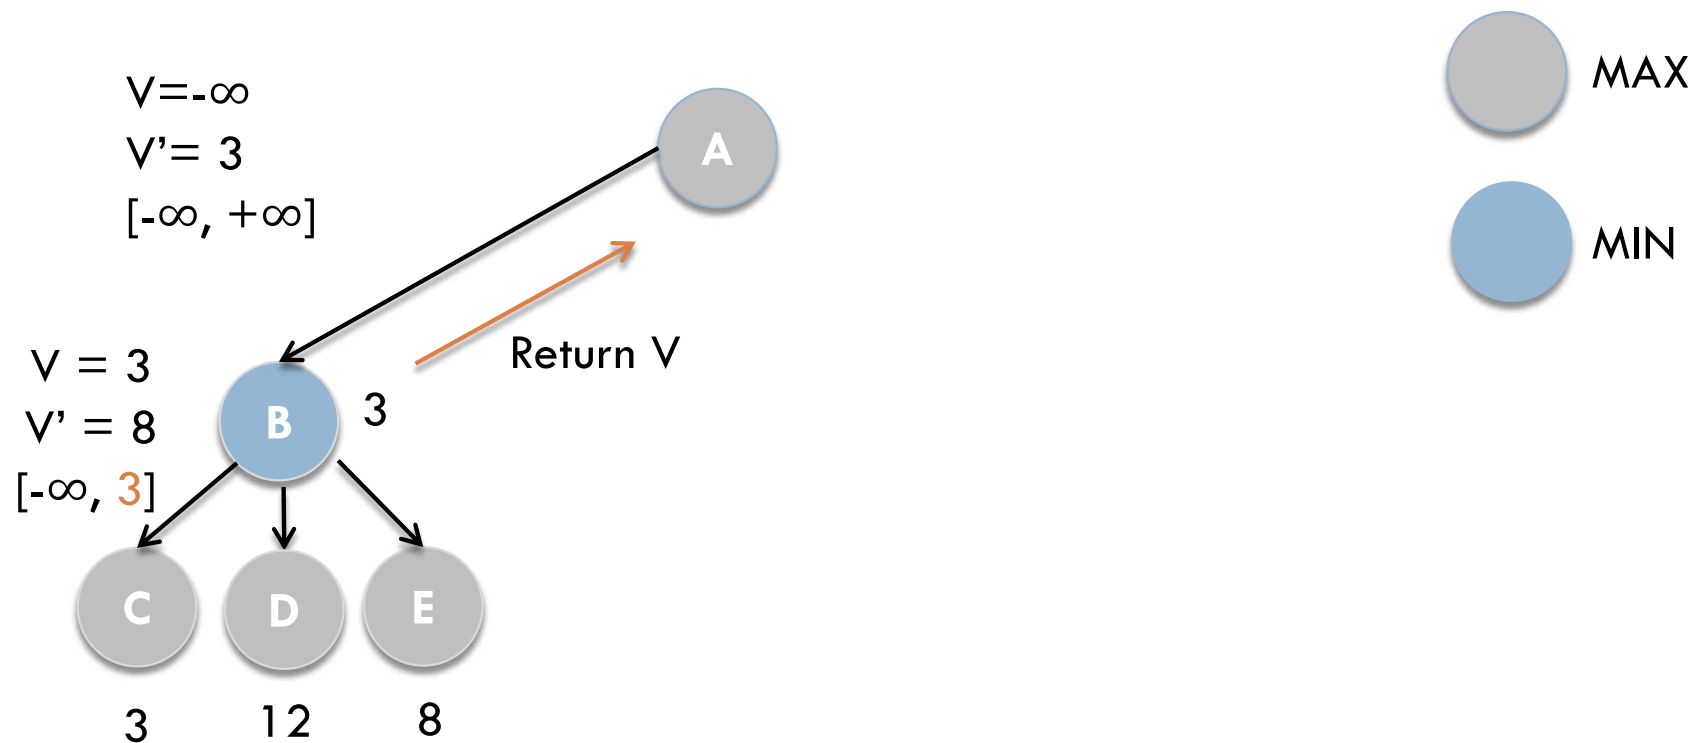 MAX
V=-∞
V’= 3
[-∞, +∞]
A
MIN
Return V
V = 3
V’ = 8
[-∞, 3]
B
3
C
D
E
3
12
8